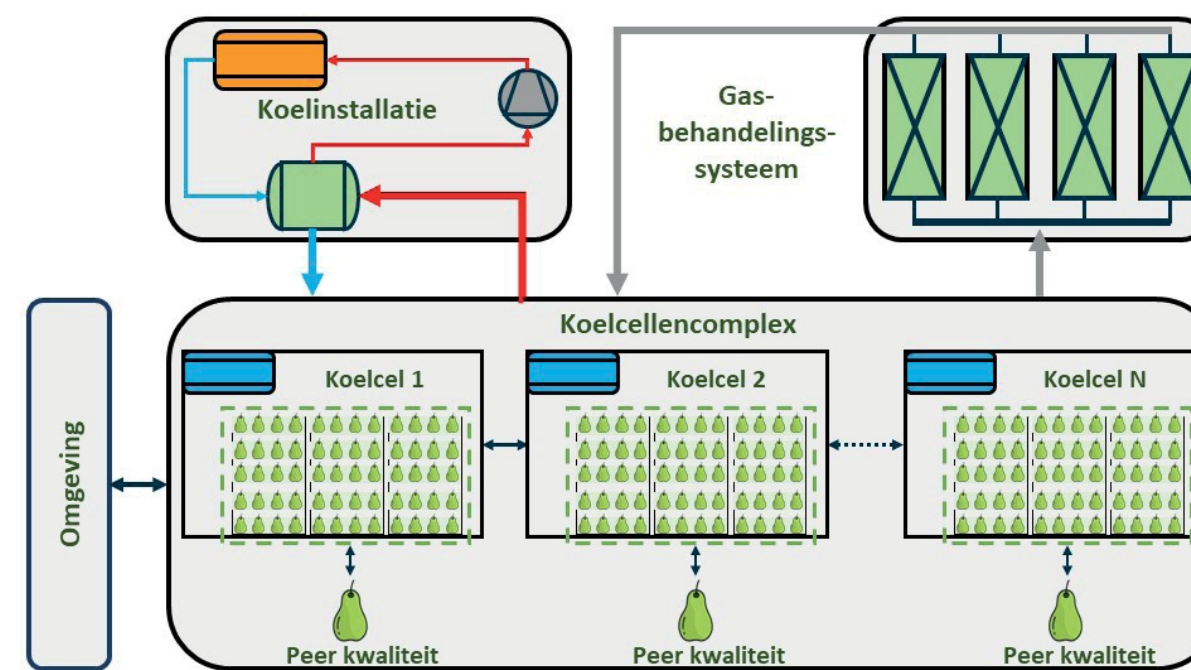 Koelinstallatie
Gas-
behandelings-
systeem
Omgeving
Koelcellencomplex
Koelcel 1
Koelcel 2
Koelcel N
Peer kwaliteit
Peer kwaliteit
Peer kwaliteit